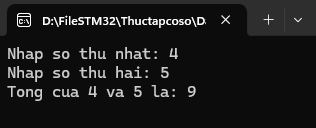 D:\FileSTM32\Thuctapcoso\Da
Nhap so thu nhat: 4
Nhap so thu hai: 5
Tong cua 4 va 5 la: 9